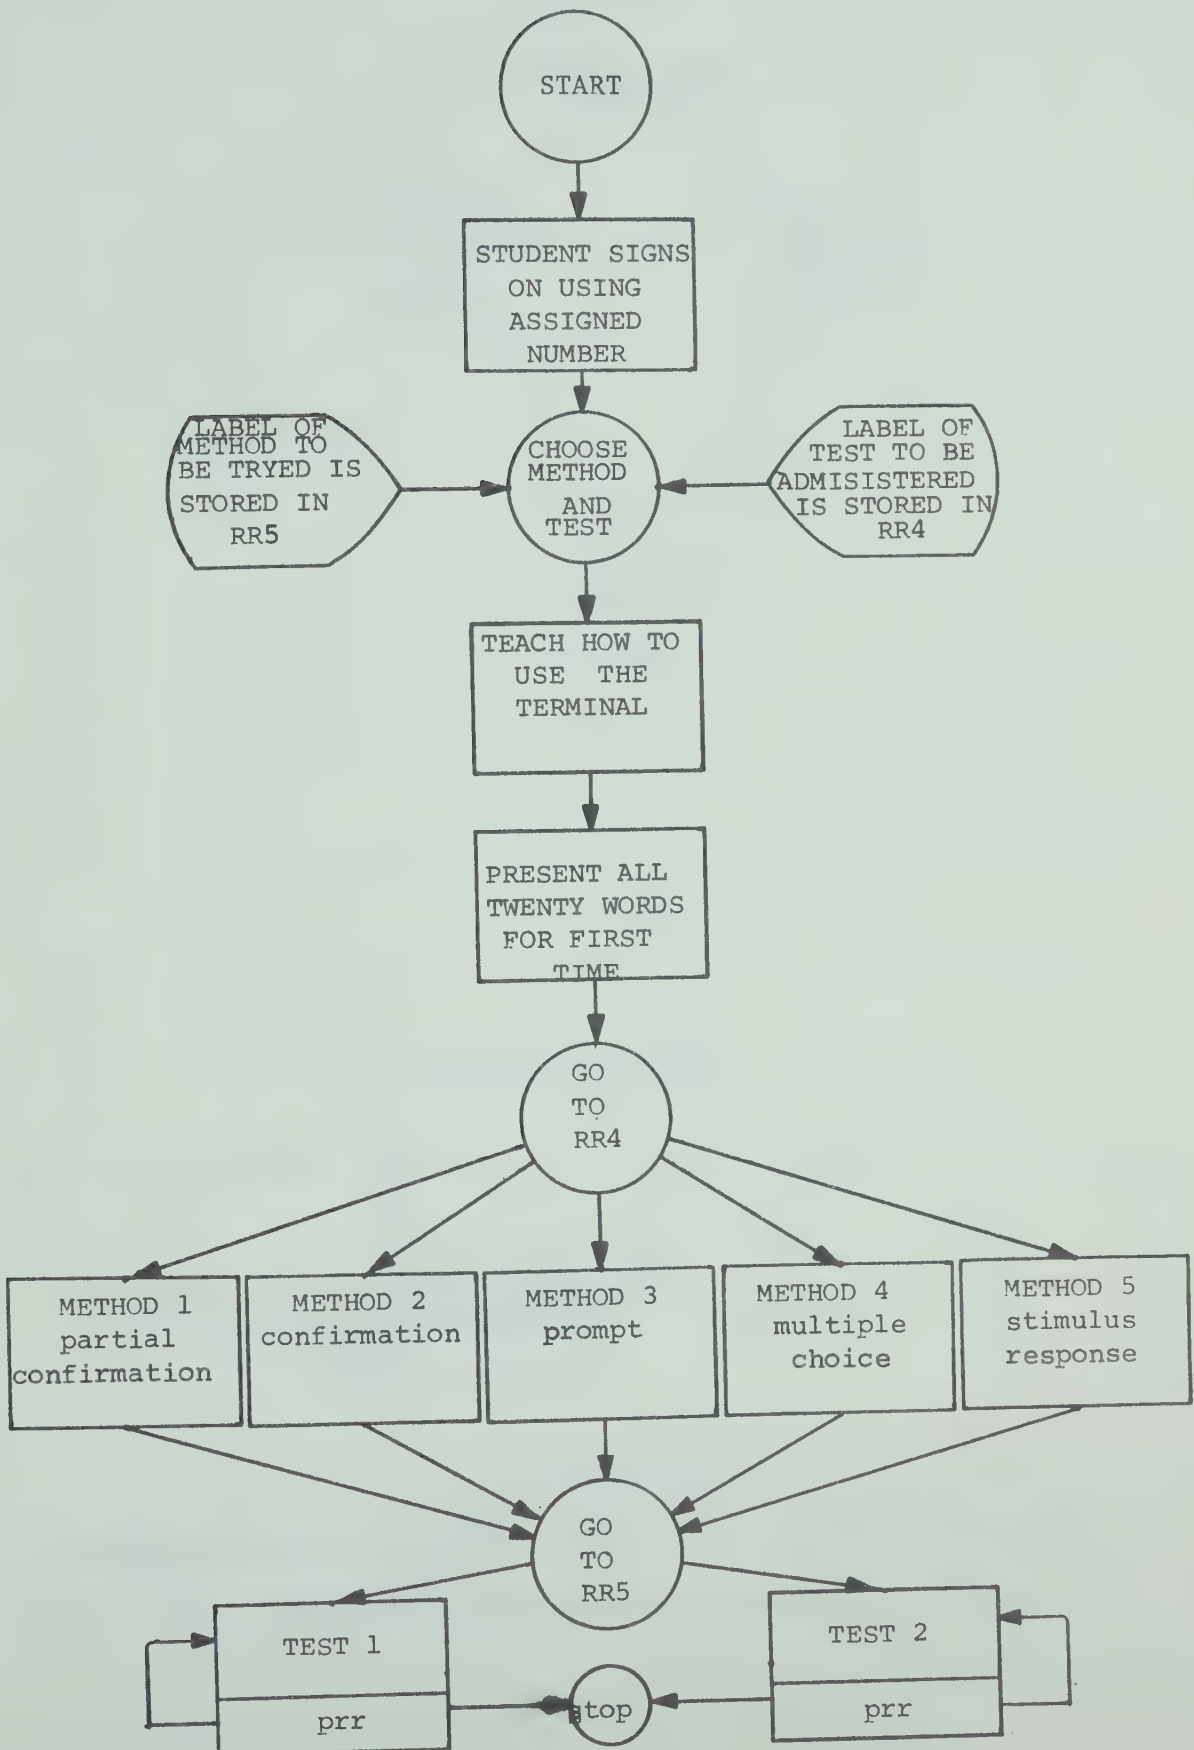 START
STUDENT SIGNS
ON USING
ASSIGNED
NUMBER
LABEL OF
METHOD TO
BE TRYED IS
STORED IN
RR5
CHOOSE
METHOD
AND
TEST
LABEL OF
TEST TO BE
ADMISISTERED
IS STORED IN
RR4
TEACH HOW TO
USE THE
TERMINAL
PRESENT ALL
TWENTY WORDS
FOR FIRST
TIME
GO
TO
RR4
METHOD 1
partial
confirmation
METHOD 2
confirmation
METHOD 3
prompt
METHOD 4
multiple
choice
METHOD 5
stimulus
response
GO
TO
RR5
TEST 1
prr
stop
TEST 2
prr